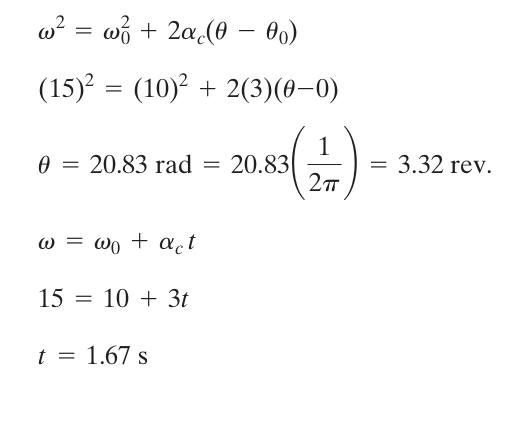 ω² = ω₀² + 2α_c(θ − θ₀)
(15)² = (10)² + 2(3)(θ−0)
θ = 20.83 rad = 20.83(1/2π) = 3.32 rev.
ω = ω₀ + α_c t
15 = 10 + 3t
t = 1.67 s